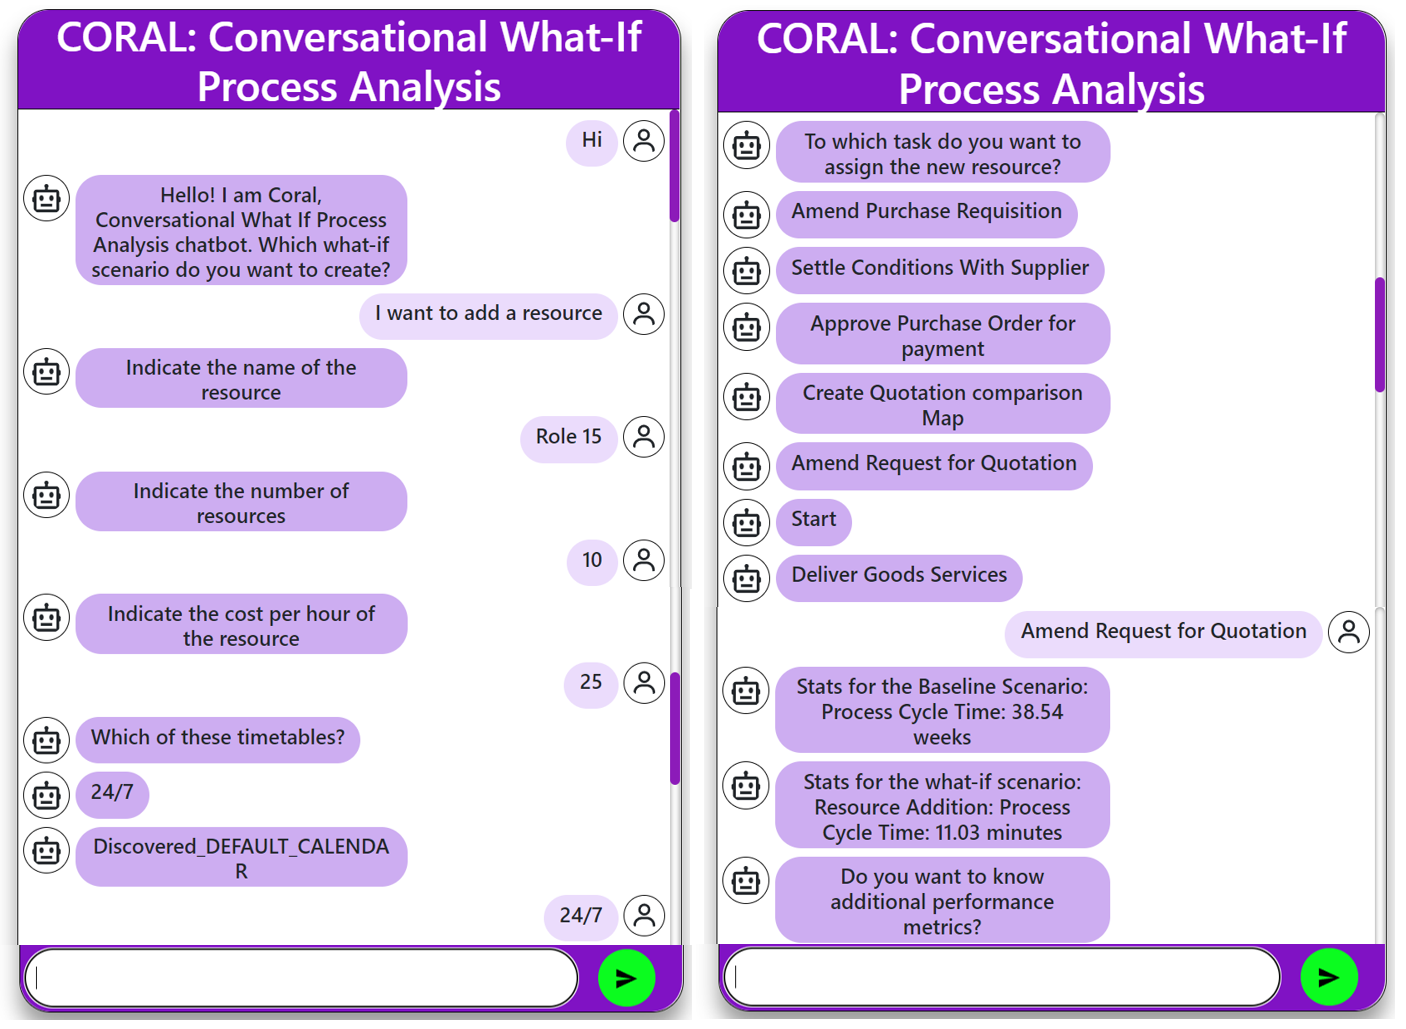 CORAL: Conversational What-If
Process Analysis
Hi
Hello! I am Coral,
Conversational What If Process
Analysis chatbot. Which what-if
scenario do you want to create?
I want to add a resource
Indicate the name of the
resource
Role 15
Indicate the number of
resources
10
Indicate the cost per hour of
the resource
25
Which of these timetables?
24/7
Discovered_DEFAULT_CALENDA
R
24/7
CORAL: Conversational What-If
Process Analysis
To which task do you want to
assign the new resource?
Amend Purchase Requisition
Settle Conditions With Supplier
Approve Purchase Order for
payment
Create Quotation comparison
Map
Amend Request for Quotation
Start
Deliver Goods Services
Amend Request for Quotation
Stats for the Baseline Scenario:
Process Cycle Time: 38.54
weeks
Stats for the what-if scenario:
Resource Addition: Process
Cycle Time: 11.03 minutes
Do you want to know
additional performance
metrics?